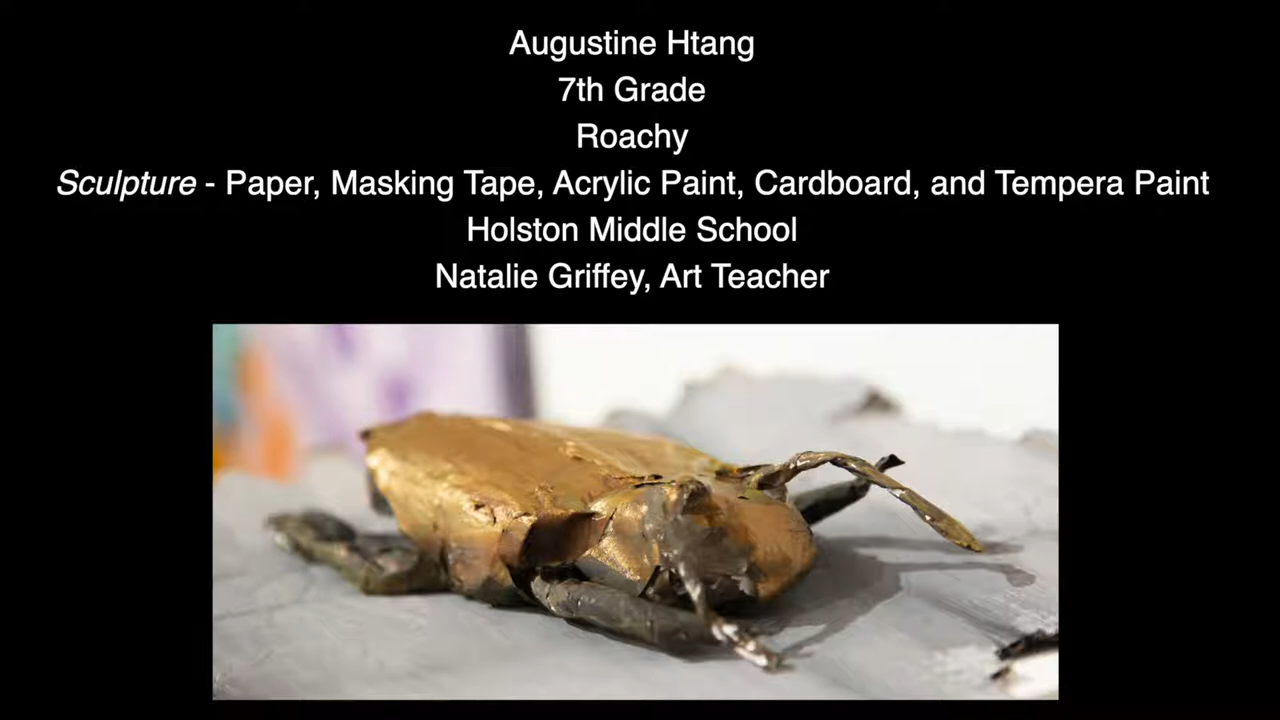 Augustine Htang
7th Grade
Roachy
Sculpture - Paper, Masking Tape, Acrylic Paint, Cardboard, and Tempera Paint
Holston Middle School
Natalie Griffey, Art Teacher